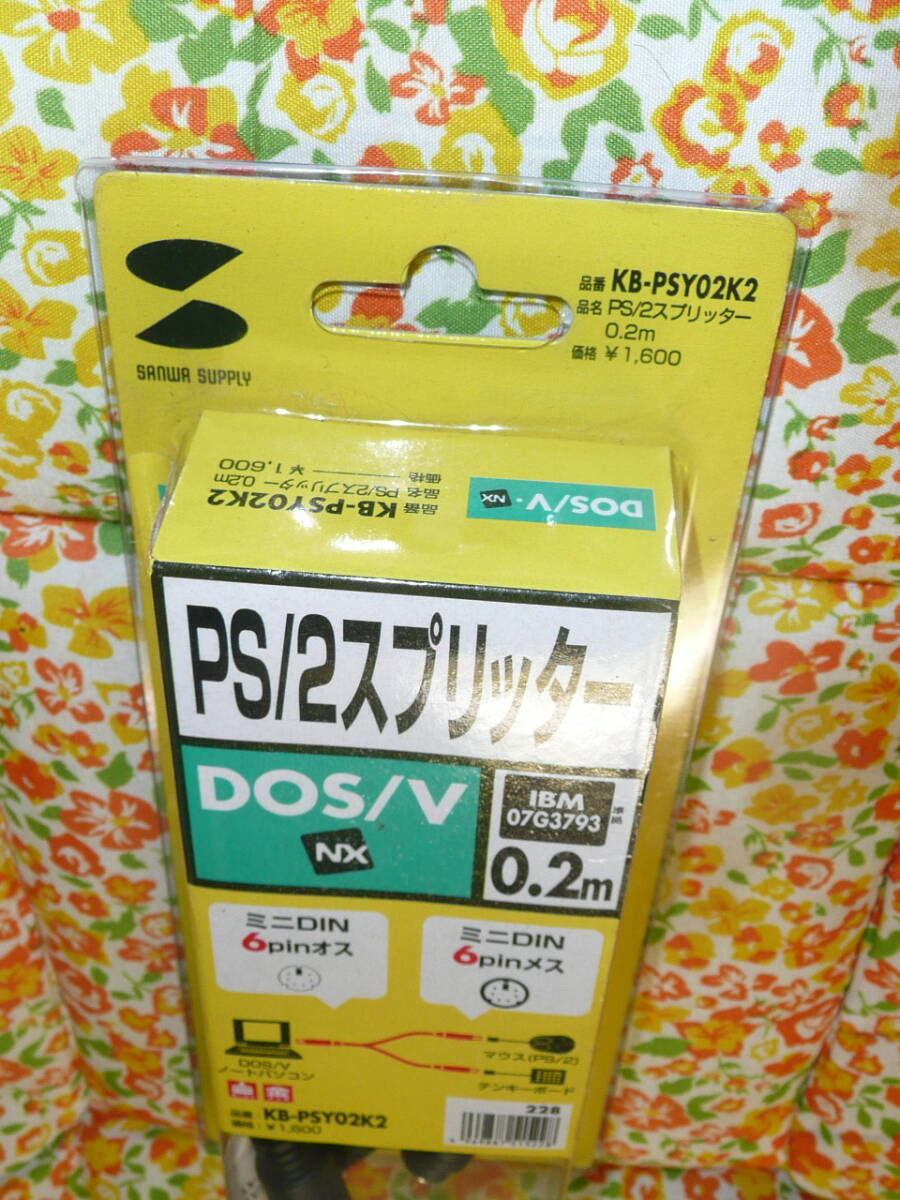 SANWA SUPPLY
品番 KB-PSY02K2
品名 PS/2スプリッター
0.2m
価格 ¥1,600
品番 KB-PSY02K2
品名 PS/2スプリッター 0.2m
価格 ¥1,600
DOS/V・NX
PS/2スプリッター
DOS/V
NX
IBM
07G3793
準拠
0.2m
ミニDIN
6pinオス
ミニDIN
6pinメス
DOS/V
ノートパソコン
マウス(PS/2)
テンキーボード
品番:KB-PSY02K2
価格:¥1,600
228